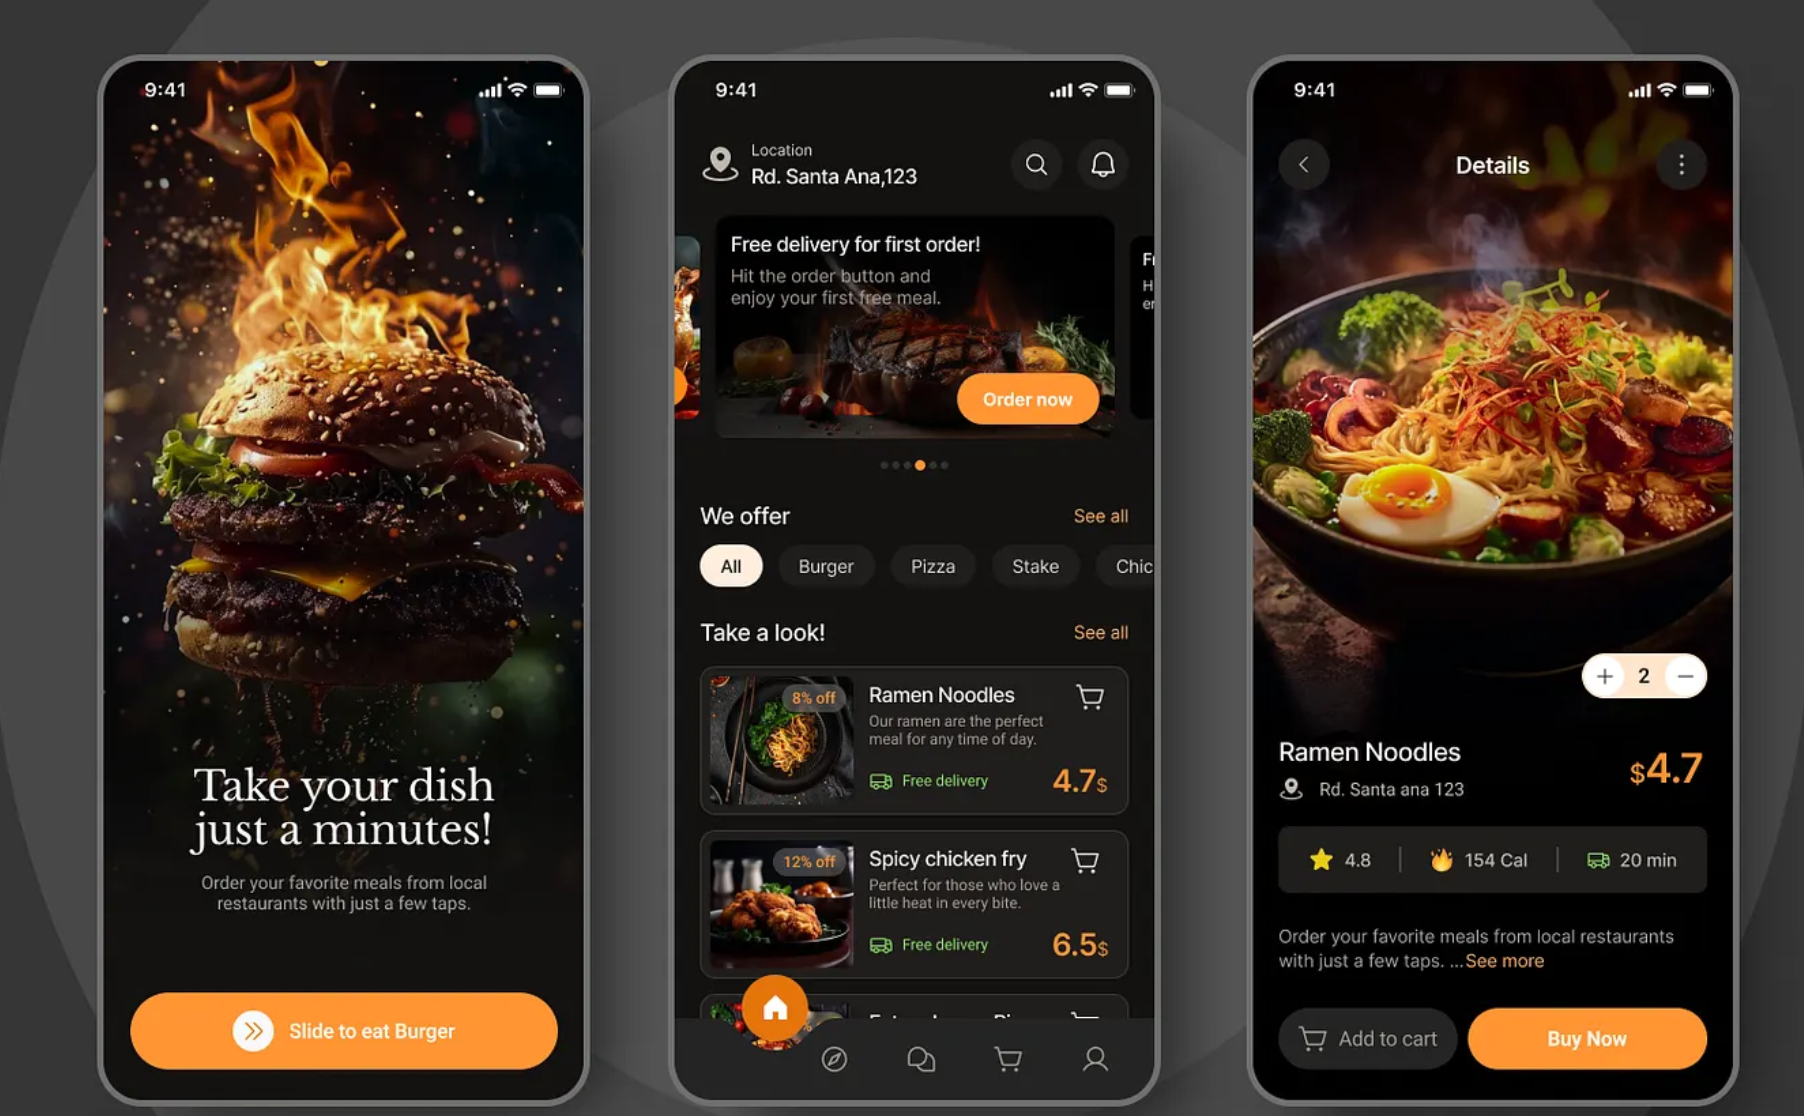 9:41
Take your dish
just a minutes!
Order your favorite meals from local
restaurants with just a few taps.
Slide to eat Burger
9:41
Location
Rd. Santa Ana,123
Free delivery for first order!
Hit the order button and
enjoy your first free meal.
Order now
We offer
See all
All
Burger
Pizza
Stake
Chic
Take a look!
See all
8% off
Ramen Noodles
Our ramen are the perfect
meal for any time of day.
Free delivery
4.7$
12% off
Spicy chicken fry
Perfect for those who love a
little heat in every bite.
Free delivery
6.5$
9:41
Details
+ 2 −
Ramen Noodles
$4.7
Rd. Santa ana 123
4.8
154 Cal
20 min
Order your favorite meals from local restaurants
with just a few taps. ...See more
Add to cart
Buy Now